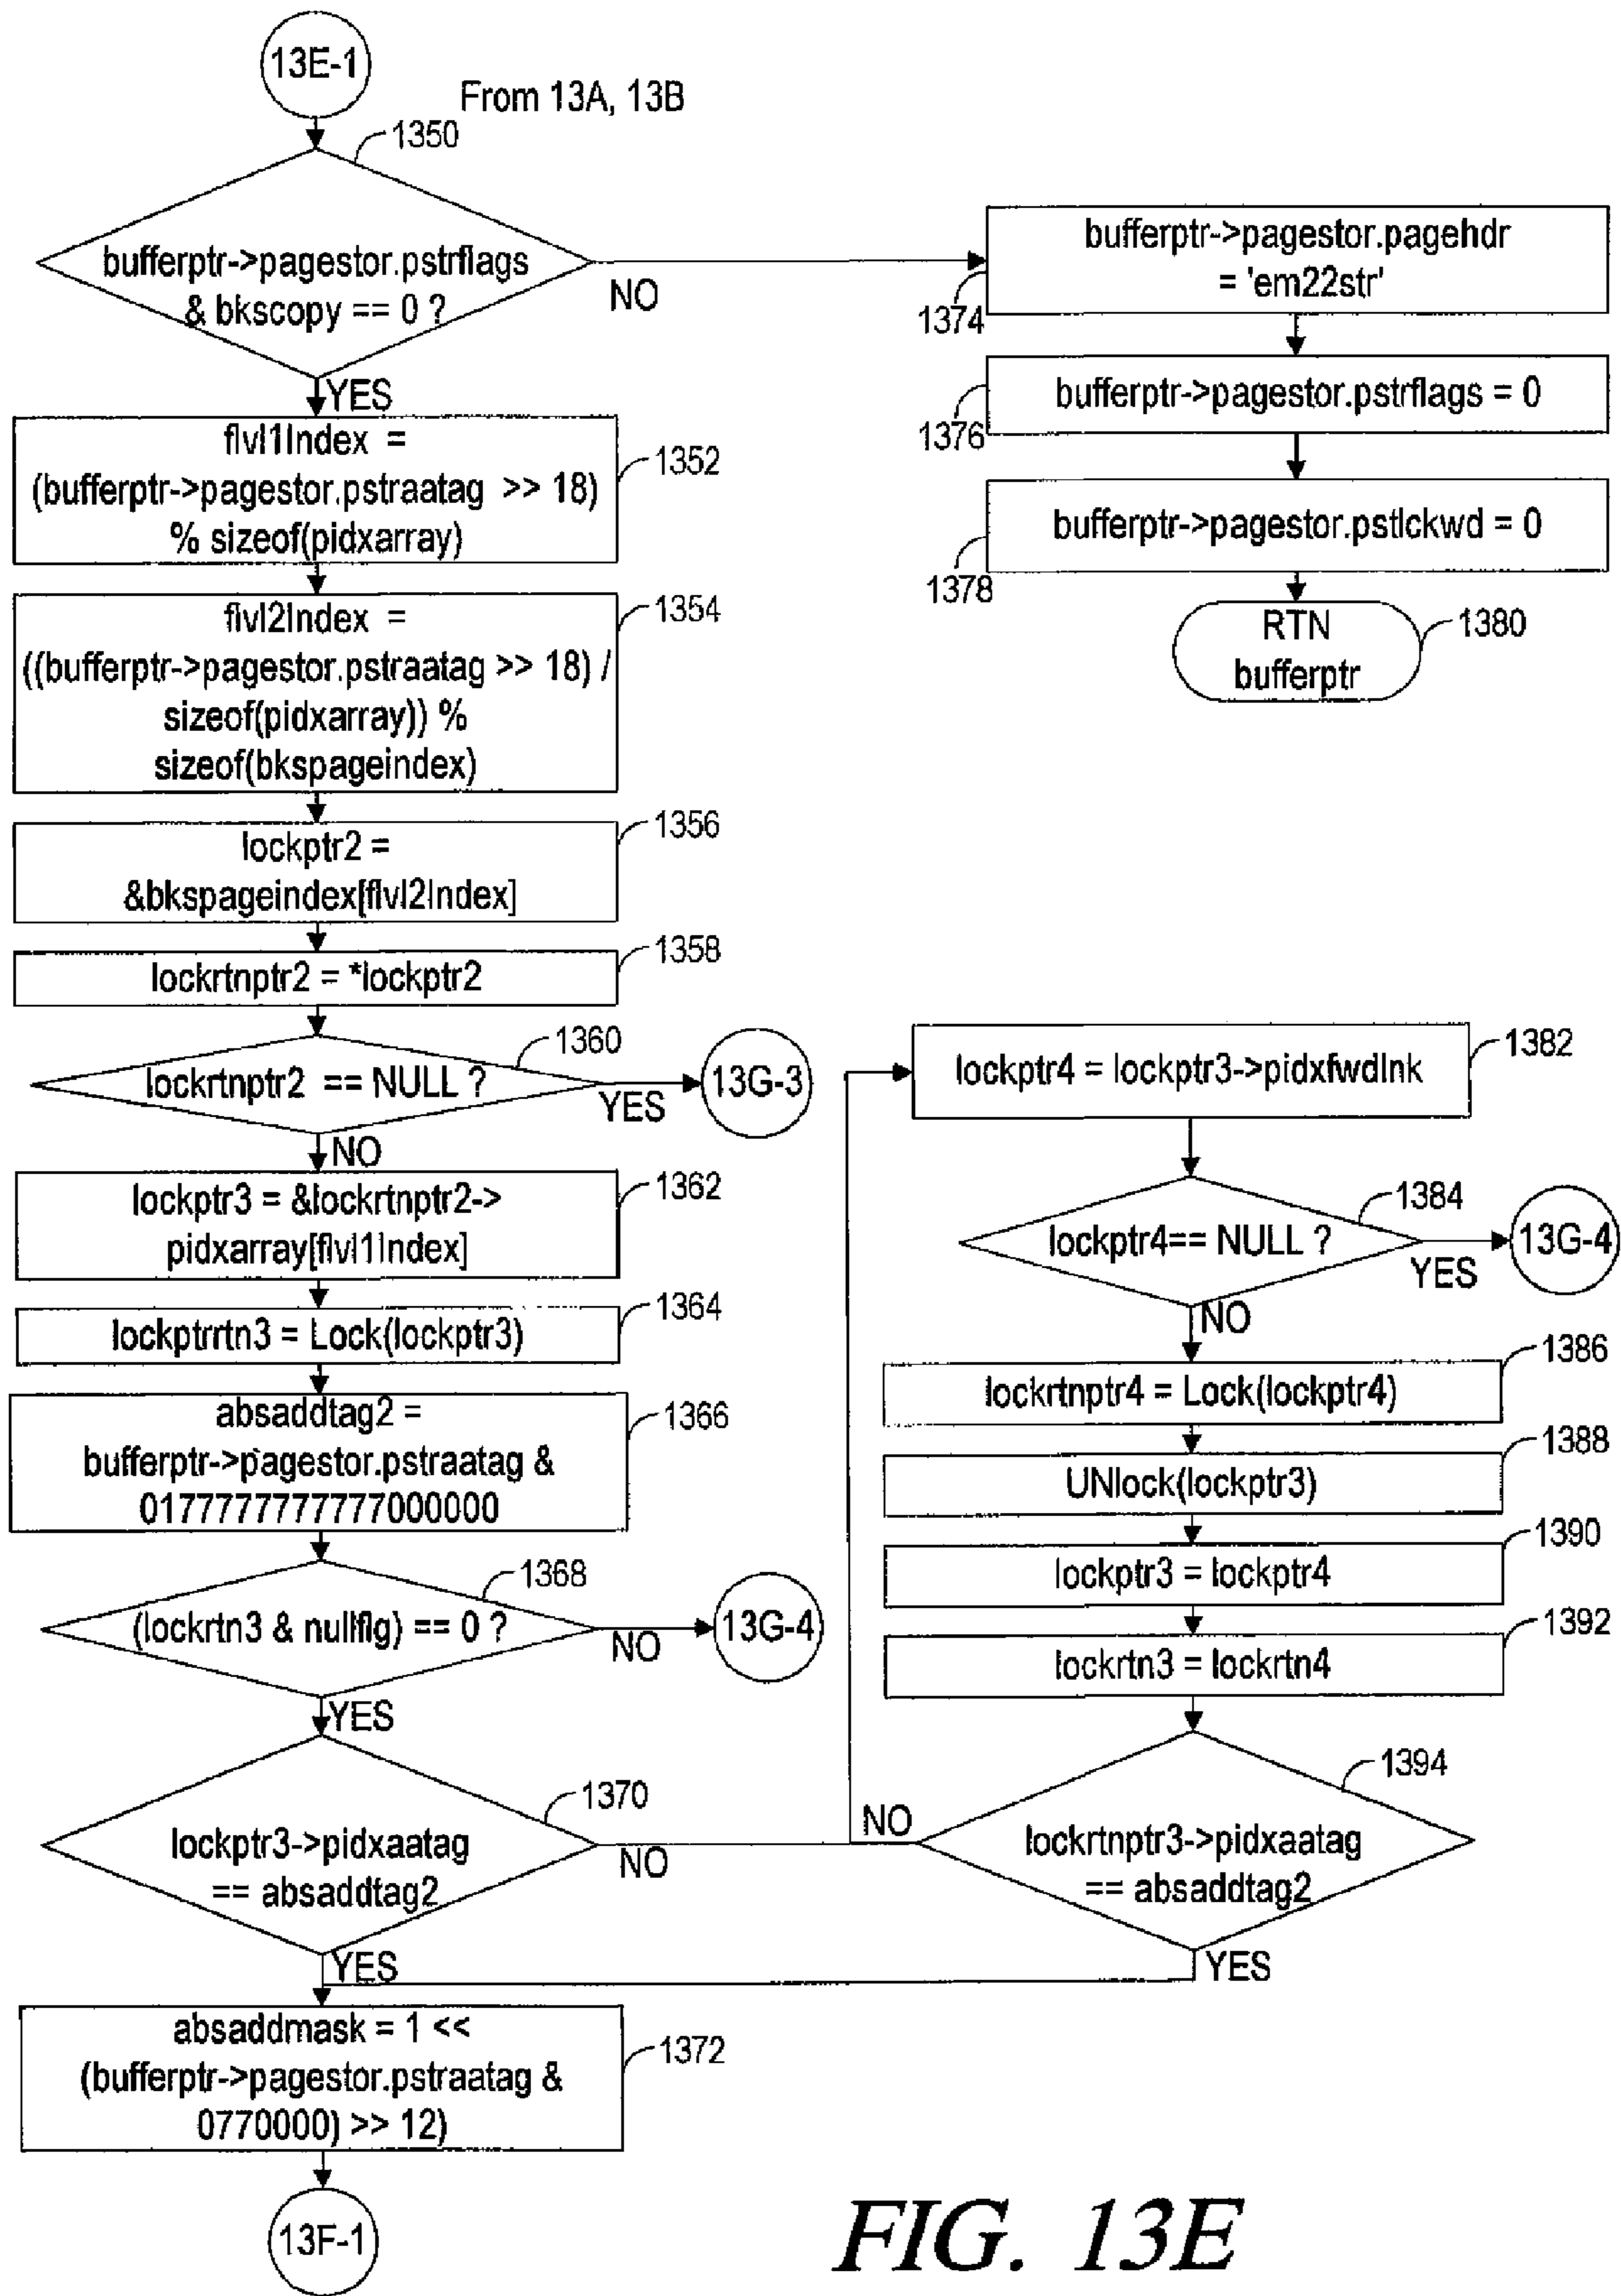 13E-1
From 13A, 13B
1350
bufferptr->pagestor.pstrflags
& bkscopy == 0 ?
NO
YES
flvl1Index =
(bufferptr->pagestor.pstraatag >> 18)
% sizeof(pidxarray)
1352
flvl2Index =
((bufferptr->pagestor.pstraatag >> 18) /
sizeof(pidxarray)) %
sizeof(bkspageindex)
1354
lockptr2 =
&bkspageindex[flvl2Index]
1356
lockrtnptr2 = *lockptr2
1358
lockrtnptr2 == NULL ?
1360
YES
13G-3
NO
lockptr3 = &lockrtnptr2->
pidxarray[flvl1Index]
1362
lockptrrtn3 = Lock(lockptr3)
1364
absaddtag2 =
bufferptr->pagestor.pstraatag &
0177777777777000000
1366
(lockrtn3 & nullflg) == 0 ?
1368
NO
13G-4
YES
lockptr3->pidxaatag
== absaddtag2
1370
NO
YES
absaddmask = 1 <<
(bufferptr->pagestor.pstraatag &
0770000) >> 12)
1372
13F-1
bufferptr->pagestor.pagehdr
= 'em22str'
1374
bufferptr->pagestor.pstrflags = 0
1376
bufferptr->pagestor.pstlckwd = 0
1378
RTN
bufferptr
1380
lockptr4 = lockptr3->pidxfwdlnk
1382
lockptr4== NULL ?
1384
YES
13G-4
NO
lockrtnptr4 = Lock(lockptr4)
1386
UNlock(lockptr3)
1388
lockptr3 = lockptr4
1390
lockrtn3 = lockrtn4
1392
lockrtnptr3->pidxaatag
== absaddtag2
1394
NO
YES
FIG. 13E